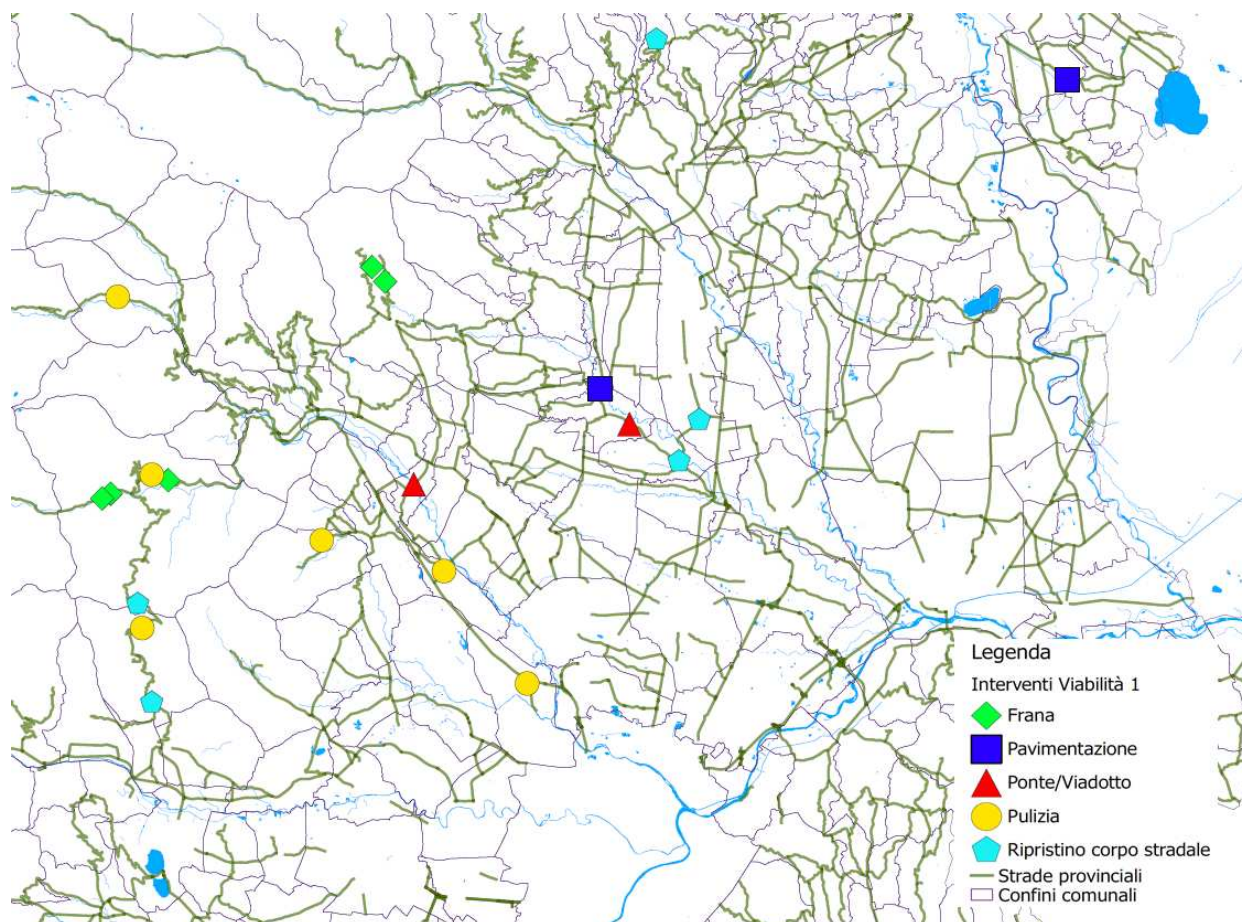 Legenda
Interventi Viabilità 1
Frana
Pavimentazione
Ponte/Viadotto
Pulizia
Ripristino corpo stradale
Strade provinciali
Confini comunali